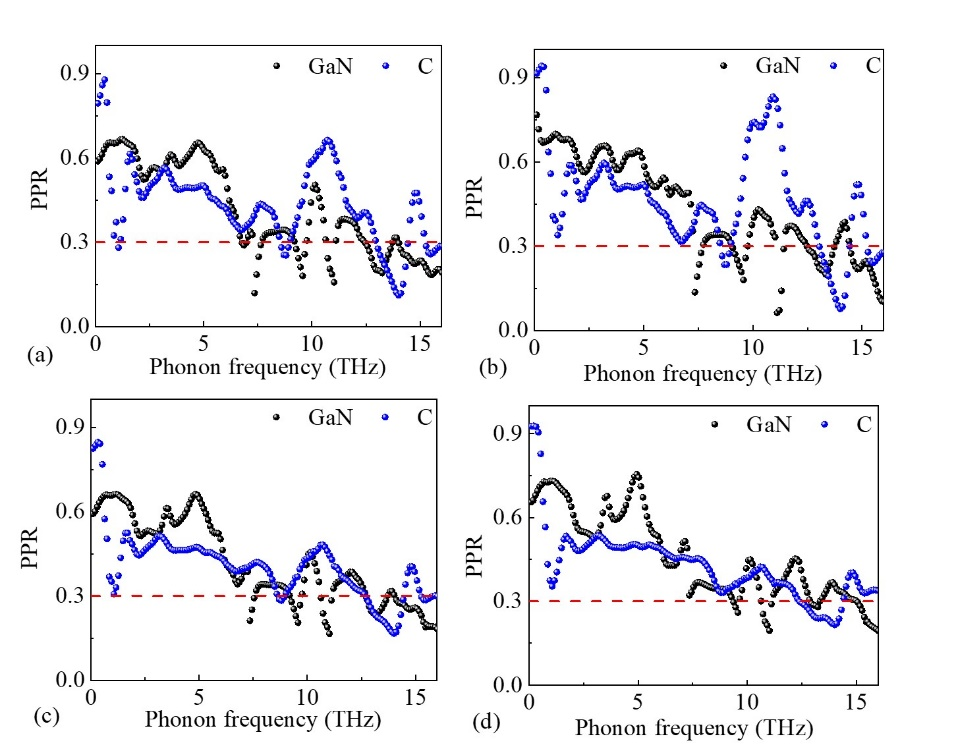 GaN C
0.9
0.6
PPR
0.3
0.0
0 5 10 15
(a)
Phonon frequency (THz)
GaN C
0.9
0.6
PPR
0.3
0.0
0 5 10 15
(b)
Phonon frequency (THz)
GaN C
0.9
0.6
PPR
0.3
0.0
0 5 10 15
(c)
Phonon frequency (THz)
GaN C
0.9
0.6
PPR
0.3
0.0
0 5 10 15
(d)
Phonon frequency (THz)